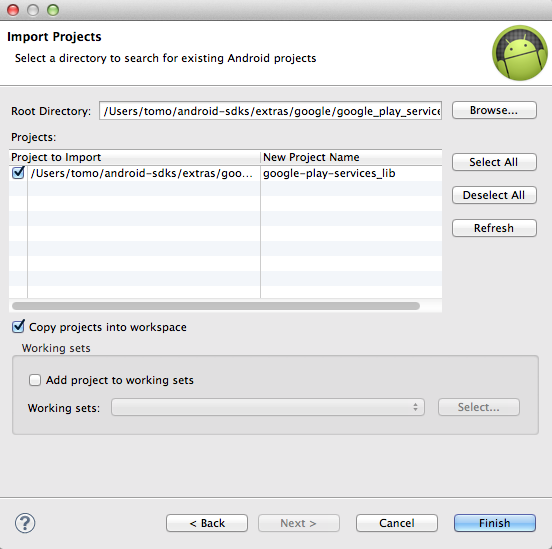 Import Projects
Select a directory to search for existing Android projects
Root Directory: /Users/tomo/android-sdks/extras/google/google_play_service Browse...
Projects:
Project to Import New Project Name
/Users/tomo/android-sdks/extras/goo... google-play-services_lib
Select All
Deselect All
Refresh
Copy projects into workspace
Working sets
Add project to working sets
Working sets: Select...
? < Back Next > Cancel Finish